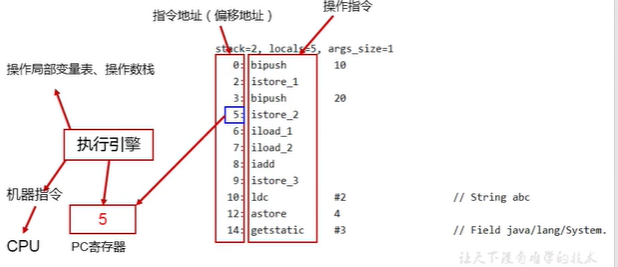 指令地址（偏移地址）
操作指令
stack=2, locals=5, args_size=1
操作局部变量表、操作数栈
0: bipush 10
2: istore_1
3: bipush 20
5: istore_2
6: iload_1
7: iload_2
8: iadd
9: istore_3
10: ldc #2 // String abc
12: astore 4
14: getstatic #3 // Field java/lang/System.
执行引擎
机器指令
5
CPU
PC寄存器
让天下没有难学的技术